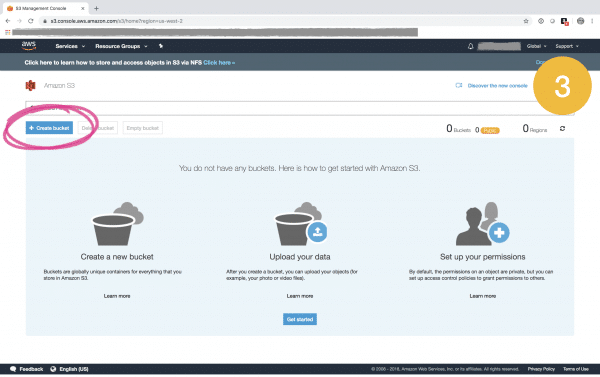 S3 Management Console
s3.console.aws.amazon.com/s3/home?region=us-west-2
aws
Services
Resource Groups
Global
Support
Click here to learn how to store and access objects in S3 via NFS Click here »
Amazon S3
Discover the new console
3
+ Create bucket
Delete bucket
Empty bucket
0 Buckets
0 Public
0 Regions
You do not have any buckets. Here is how to get started with Amazon S3.
Create a new bucket
Buckets are globally unique containers for everything that you
store in Amazon S3.
Learn more
Upload your data
After you create a bucket, you can upload your objects (for
example, your photo or video files).
Learn more
Set up your permissions
By default, the permissions on an object are private, but you can
set up access control policies to grant permissions to others.
Learn more
Get started
Feedback
English (US)
Amazon Web Services, Inc. or its affiliates. All rights reserved.
Privacy Policy
Terms of Use